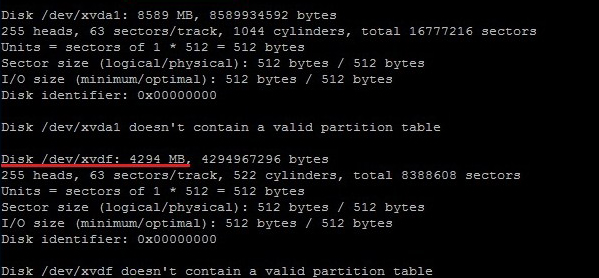 Disk /dev/xvda1: 8589 MB, 8589934592 bytes
255 heads, 63 sectors/track, 1044 cylinders, total 16777216 sectors
Units = sectors of 1 * 512 = 512 bytes
Sector size (logical/physical): 512 bytes / 512 bytes
I/O size (minimum/optimal): 512 bytes / 512 bytes
Disk identifier: 0x00000000
Disk /dev/xvda1 doesn't contain a valid partition table
Disk /dev/xvdf: 4294 MB, 4294967296 bytes
255 heads, 63 sectors/track, 522 cylinders, total 8388608 sectors
Units = sectors of 1 * 512 = 512 bytes
Sector size (logical/physical): 512 bytes / 512 bytes
I/O size (minimum/optimal): 512 bytes / 512 bytes
Disk identifier: 0x00000000
Disk /dev/xvdf doesn't contain a valid partition table